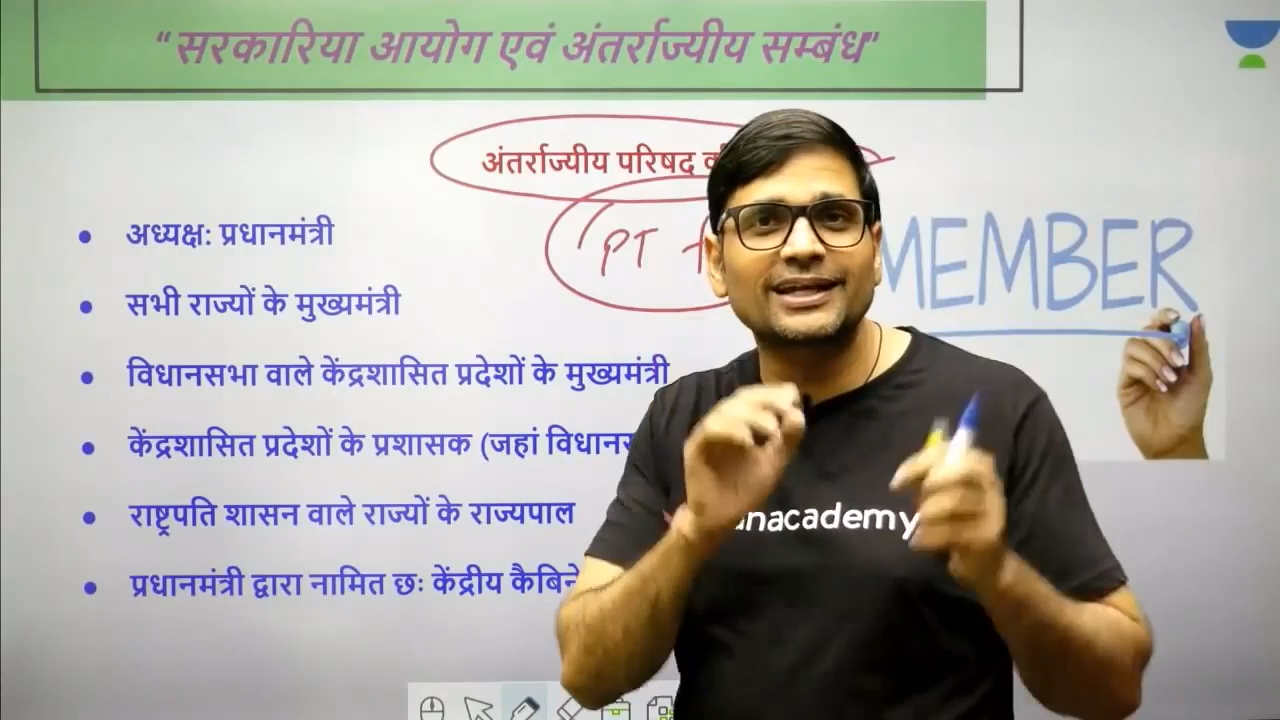 “सरकारिया आयोग एवं अंतर्राज्यीय सम्बंध”
अंतर्राज्यीय परिषद
PT +
MEMBER
• अध्यक्ष: प्रधानमंत्री
• सभी राज्यों के मुख्यमंत्री
• विधानसभा वाले केंद्रशासित प्रदेशों के मुख्यमंत्री
• केंद्रशासित प्रदेशों के प्रशासक (जहां
• राष्ट्रपति शासन वाले राज्यों के राज्यपाल
• प्रधानमंत्री द्वारा नामित छः केंद्रीय
nacademy